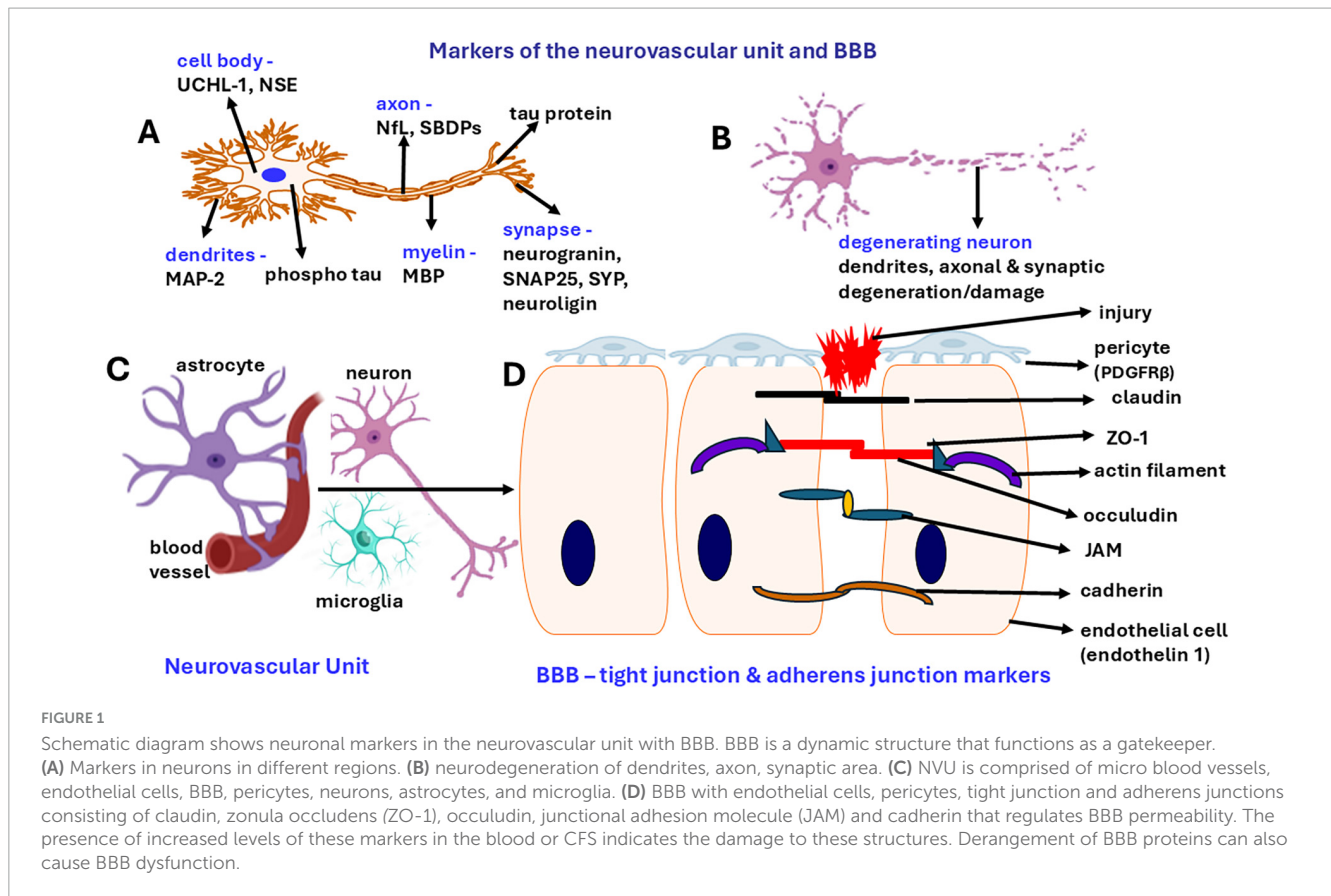 Markers of the neurovascular unit and BBB
cell body -
UCHL-1, NSE
A
axon -
NfL, SBDPs
tau protein
dendrites -
MAP-2
phospho tau
myelin -
MBP
synapse -
neurogranin,
SNAP25, SYP,
neuroligin
B
degenerating neuron
dendrites, axonal & synaptic
degeneration/damage
C
astrocyte
neuron
blood
vessel
microglia
Neurovascular Unit
D
injury
pericyte
(PDGFRβ)
claudin
ZO-1
actin filament
occuludin
JAM
cadherin
endothelial cell
(endothelin 1)
BBB – tight junction & adherens junction markers
FIGURE 1
Schematic diagram shows neuronal markers in the neurovascular unit with BBB. BBB is a dynamic structure that functions as a gatekeeper.
(A) Markers in neurons in different regions. (B) neurodegeneration of dendrites, axon, synaptic area. (C) NVU is comprised of micro blood vessels,
endothelial cells, BBB, pericytes, neurons, astrocytes, and microglia. (D) BBB with endothelial cells, pericytes, tight junction and adherens junctions
consisting of claudin, zonula occludens (ZO-1), occuludin, junctional adhesion molecule (JAM) and cadherin that regulates BBB permeability. The
presence of increased levels of these markers in the blood or CFS indicates the damage to these structures. Derangement of BBB proteins can also
cause BBB dysfunction.